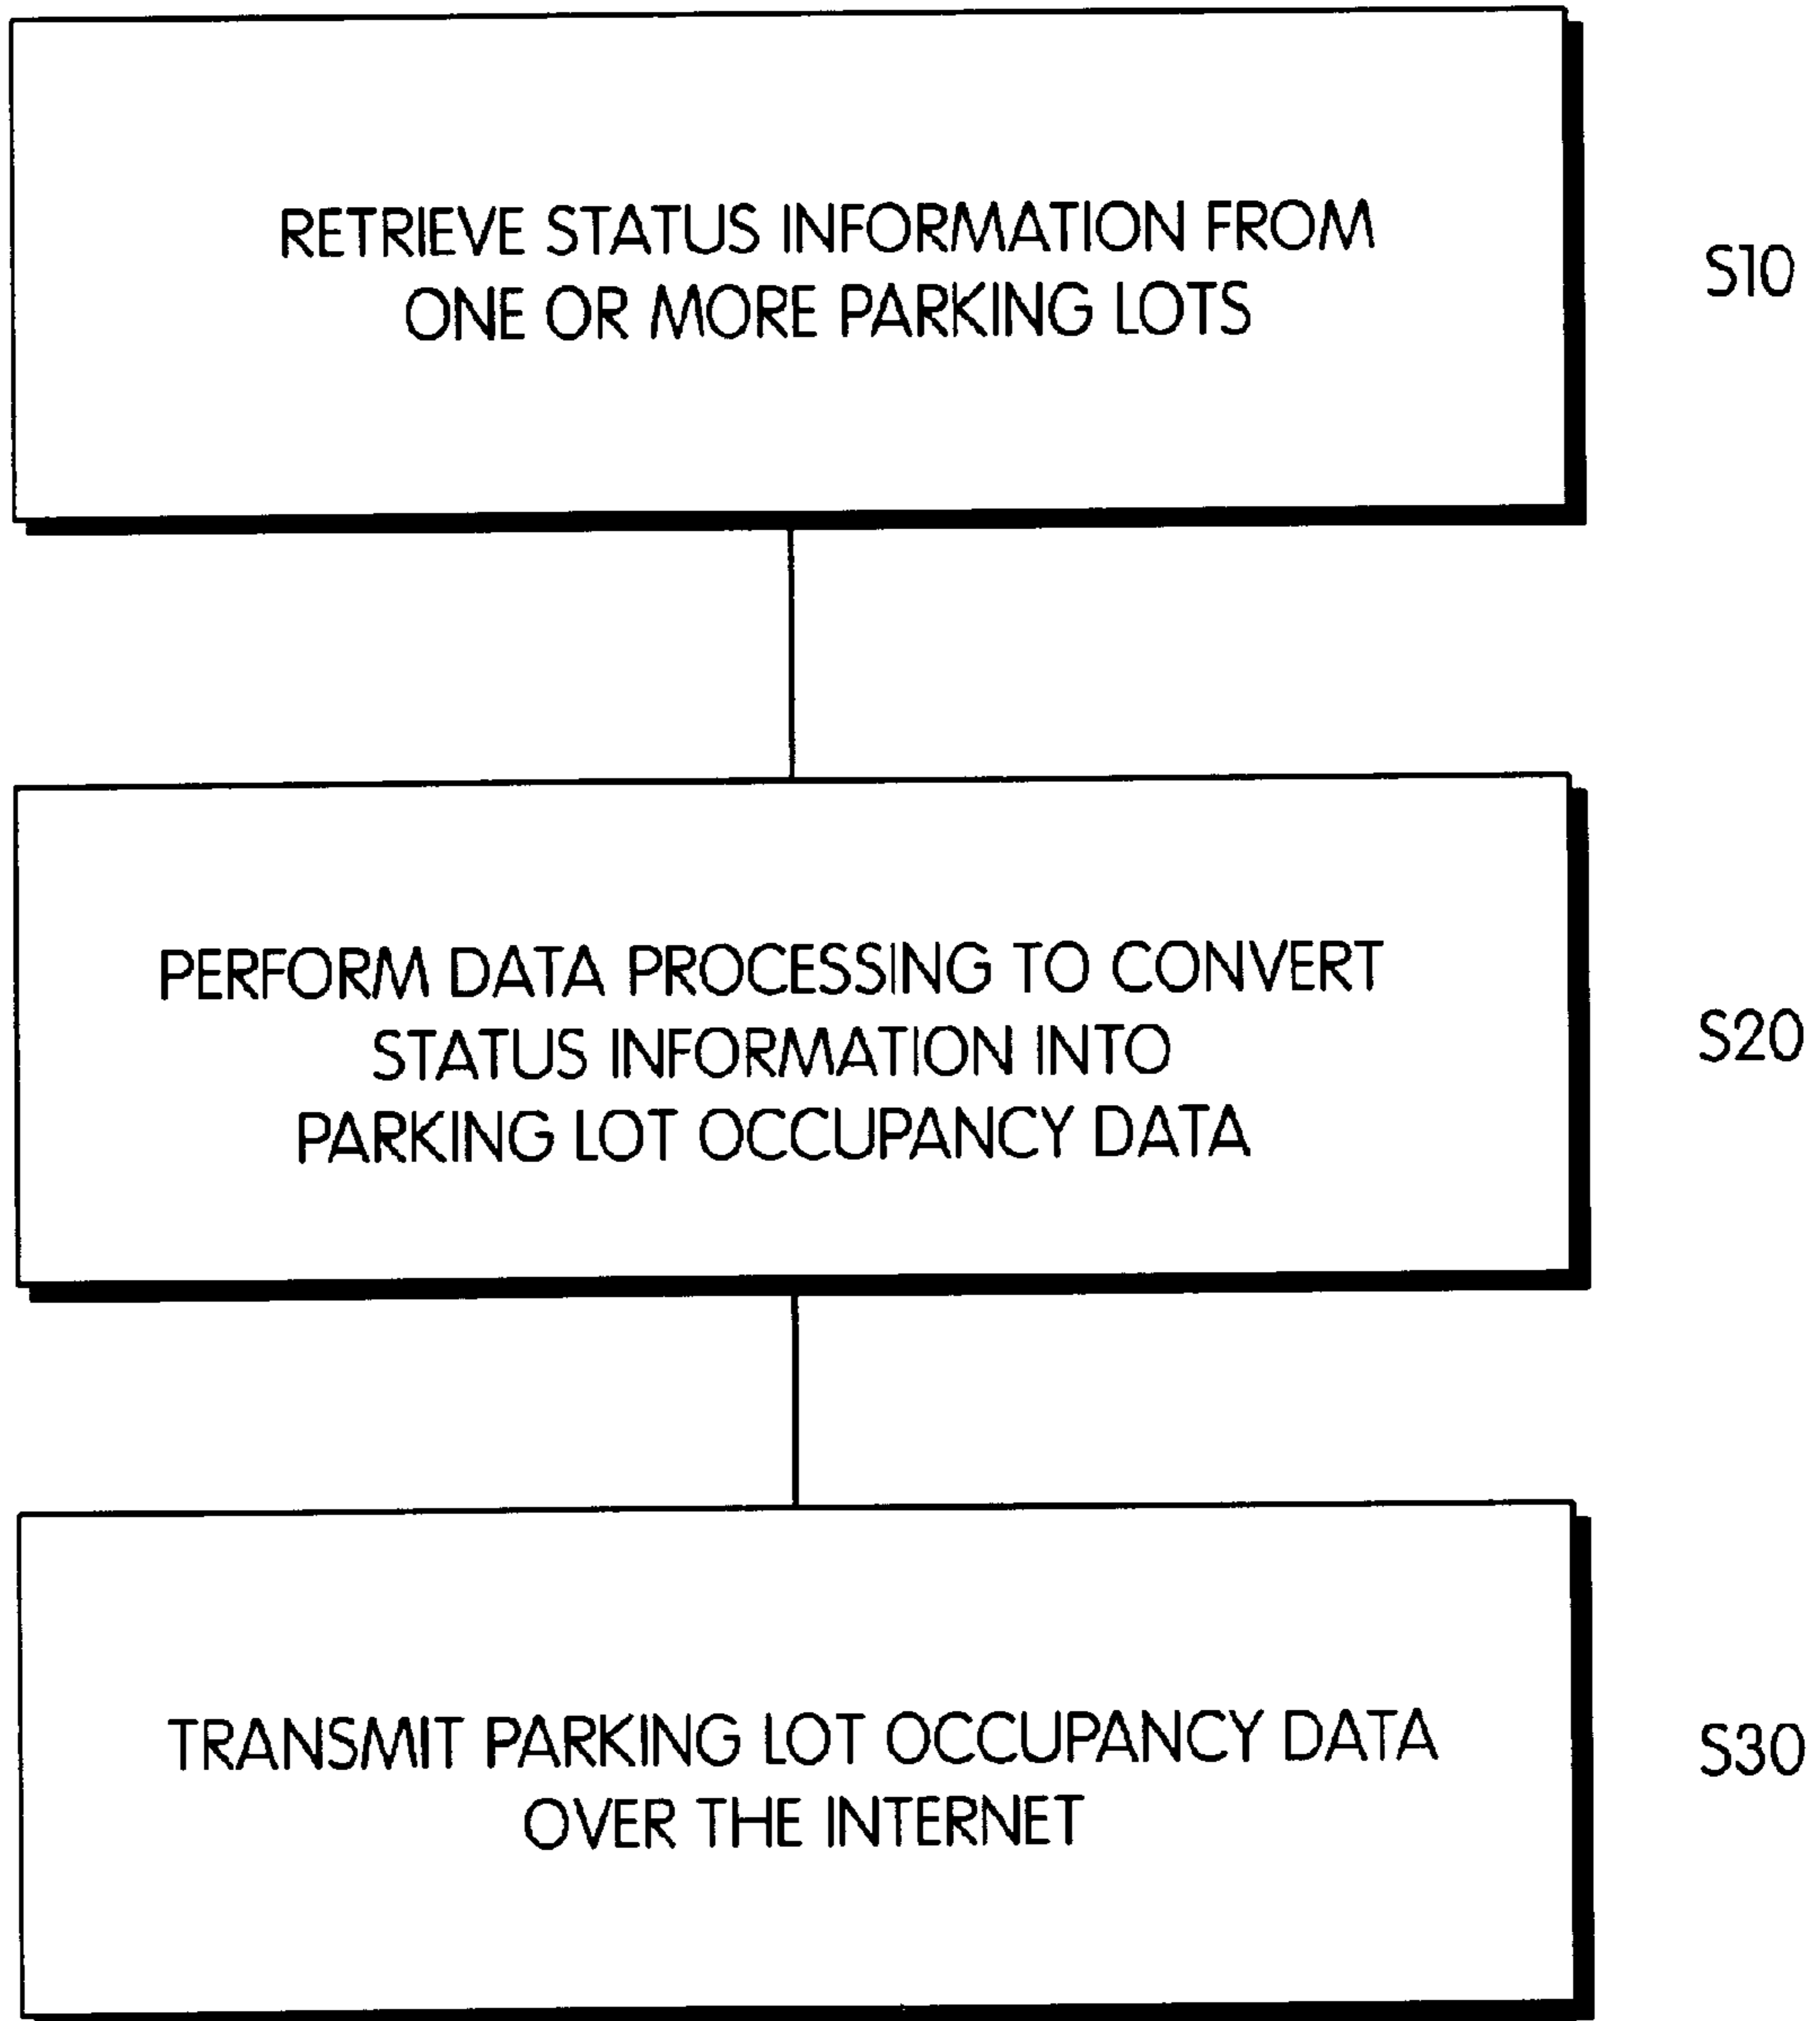 RETRIEVE STATUS INFORMATION FROM
ONE OR MORE PARKING LOTS
S10
PERFORM DATA PROCESSING TO CONVERT
STATUS INFORMATION INTO
PARKING LOT OCCUPANCY DATA
S20
TRANSMIT PARKING LOT OCCUPANCY DATA
OVER THE INTERNET
S30